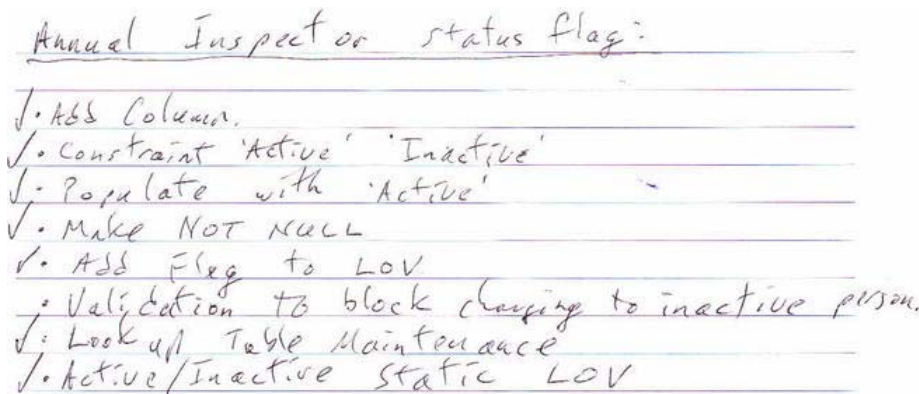 Annual Inspector status flag:
✓• Add Column.
✓• Constraint 'Active' 'Inactive'
✓• Populate with 'Active'
✓• Make NOT NULL
✓• Add Flag to LOV
• Validation to block changing to inactive person.
✓• Look up Table Maintenance
✓• Active/Inactive static LOV